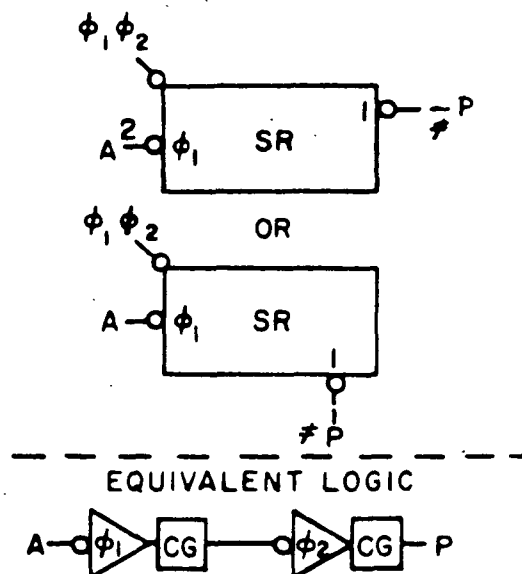 ϕ₁ ϕ₂
A 2 ϕ₁ SR 1 P
≠
OR
ϕ₁ ϕ₂
A ϕ₁ SR
1
≠ P
EQUIVALENT LOGIC
A ϕ₁ CG ϕ₂ CG P